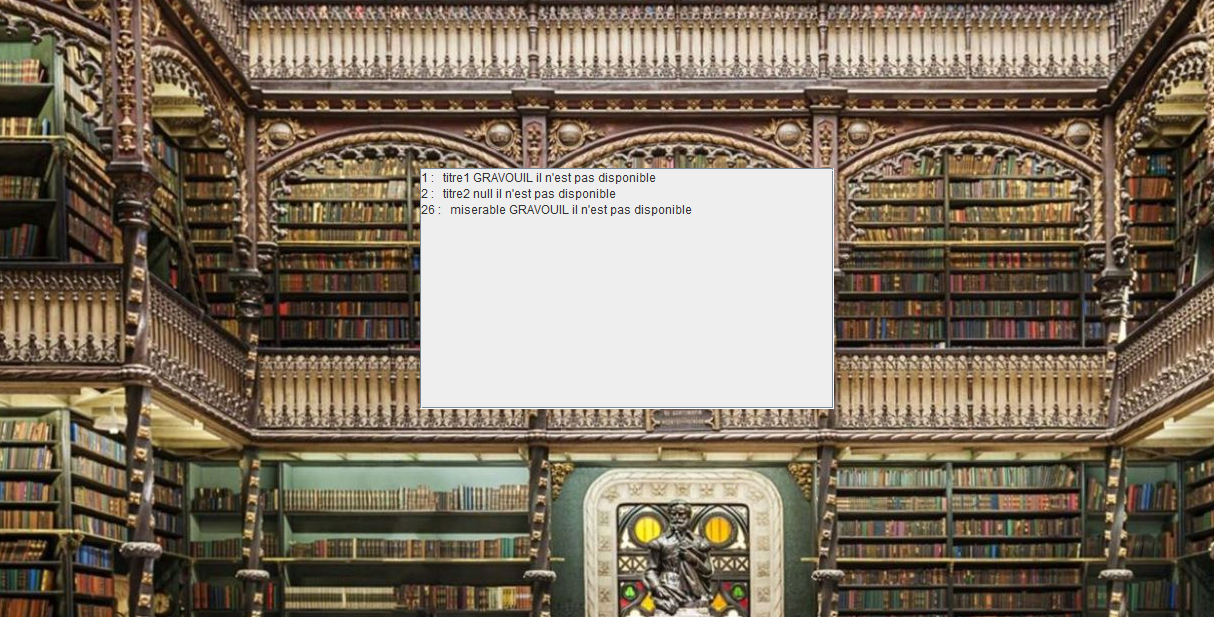 1 : titre1 GRAVOUIL il n'est pas disponible
2 : titre2 null il n'est pas disponible
26 : miserable GRAVOUIL il n'est pas disponible